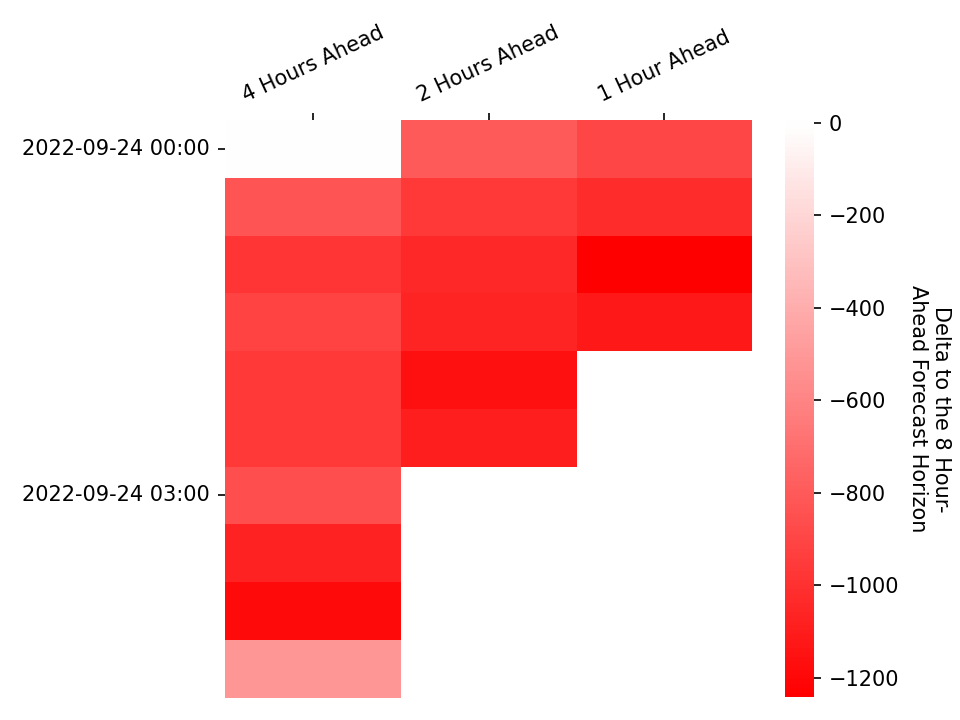 4 Hours Ahead
2 Hours Ahead
1 Hour Ahead
2022-09-24 00:00
2022-09-24 03:00
0
−200
−400
−600
−800
−1000
−1200
Delta to the 8 Hour-
Ahead Forecast Horizon